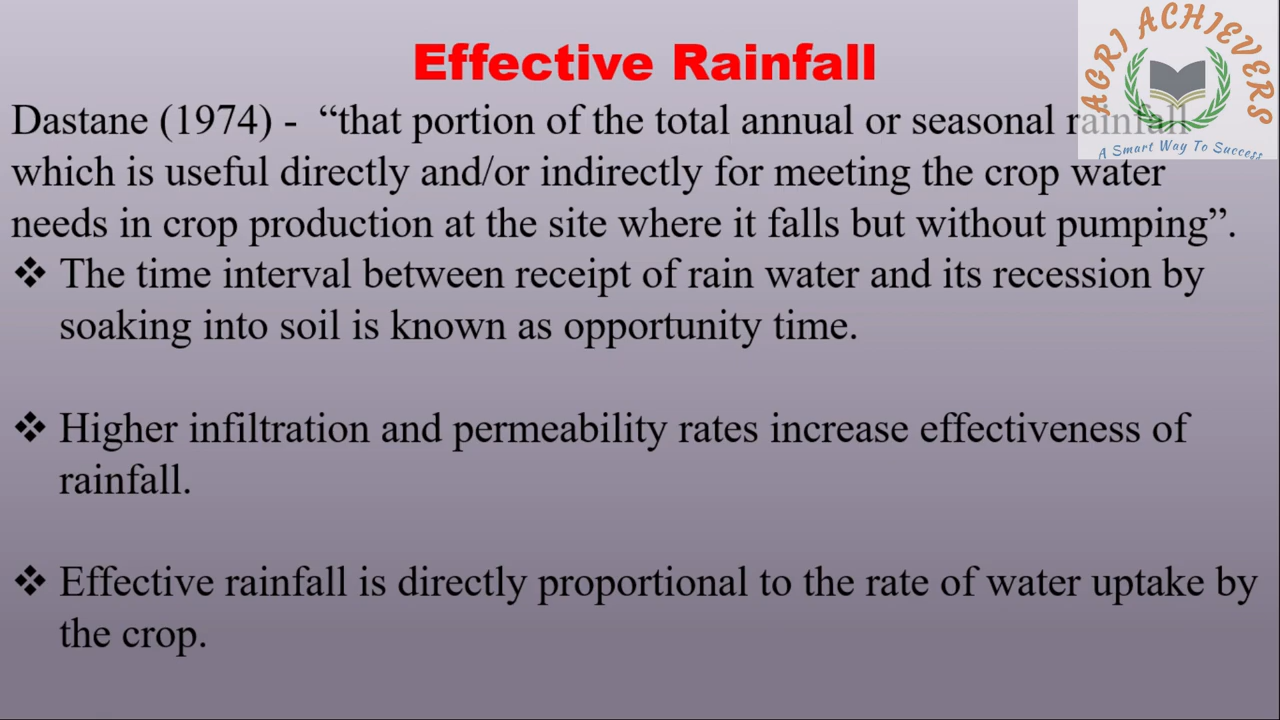 Effective Rainfall
AGRI ACHIEVERS
A Smart Way To Success
Dastane (1974) - “that portion of the total annual or seasonal rainfall
which is useful directly and/or indirectly for meeting the crop water
needs in crop production at the site where it falls but without pumping”.
❖ The time interval between receipt of rain water and its recession by
soaking into soil is known as opportunity time.
❖ Higher infiltration and permeability rates increase effectiveness of
rainfall.
❖ Effective rainfall is directly proportional to the rate of water uptake by
the crop.